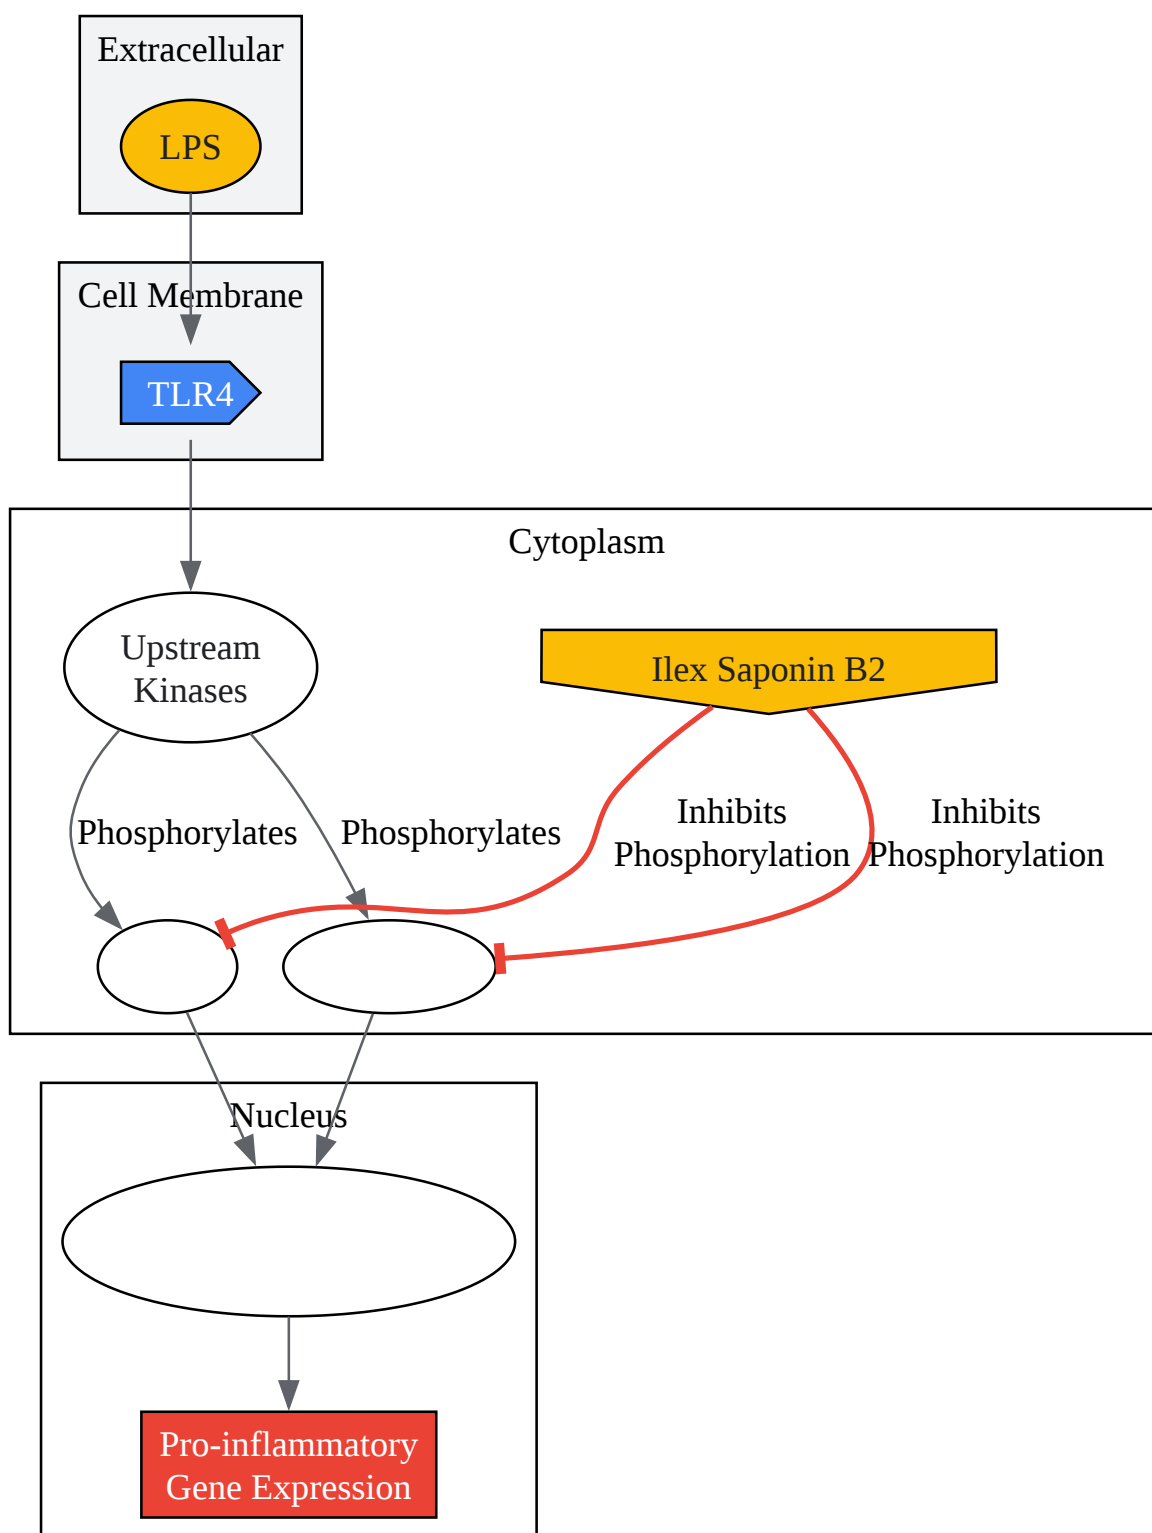 Extracellular
LPS
Cell Membrane
TLR4
Cytoplasm
Upstream
Kinases
Ilex Saponin B2
Phosphorylates
Phosphorylates
Inhibits
Phosphorylation
Inhibits
Phosphorylation
Nucleus
Pro-inflammatory
Gene Expression